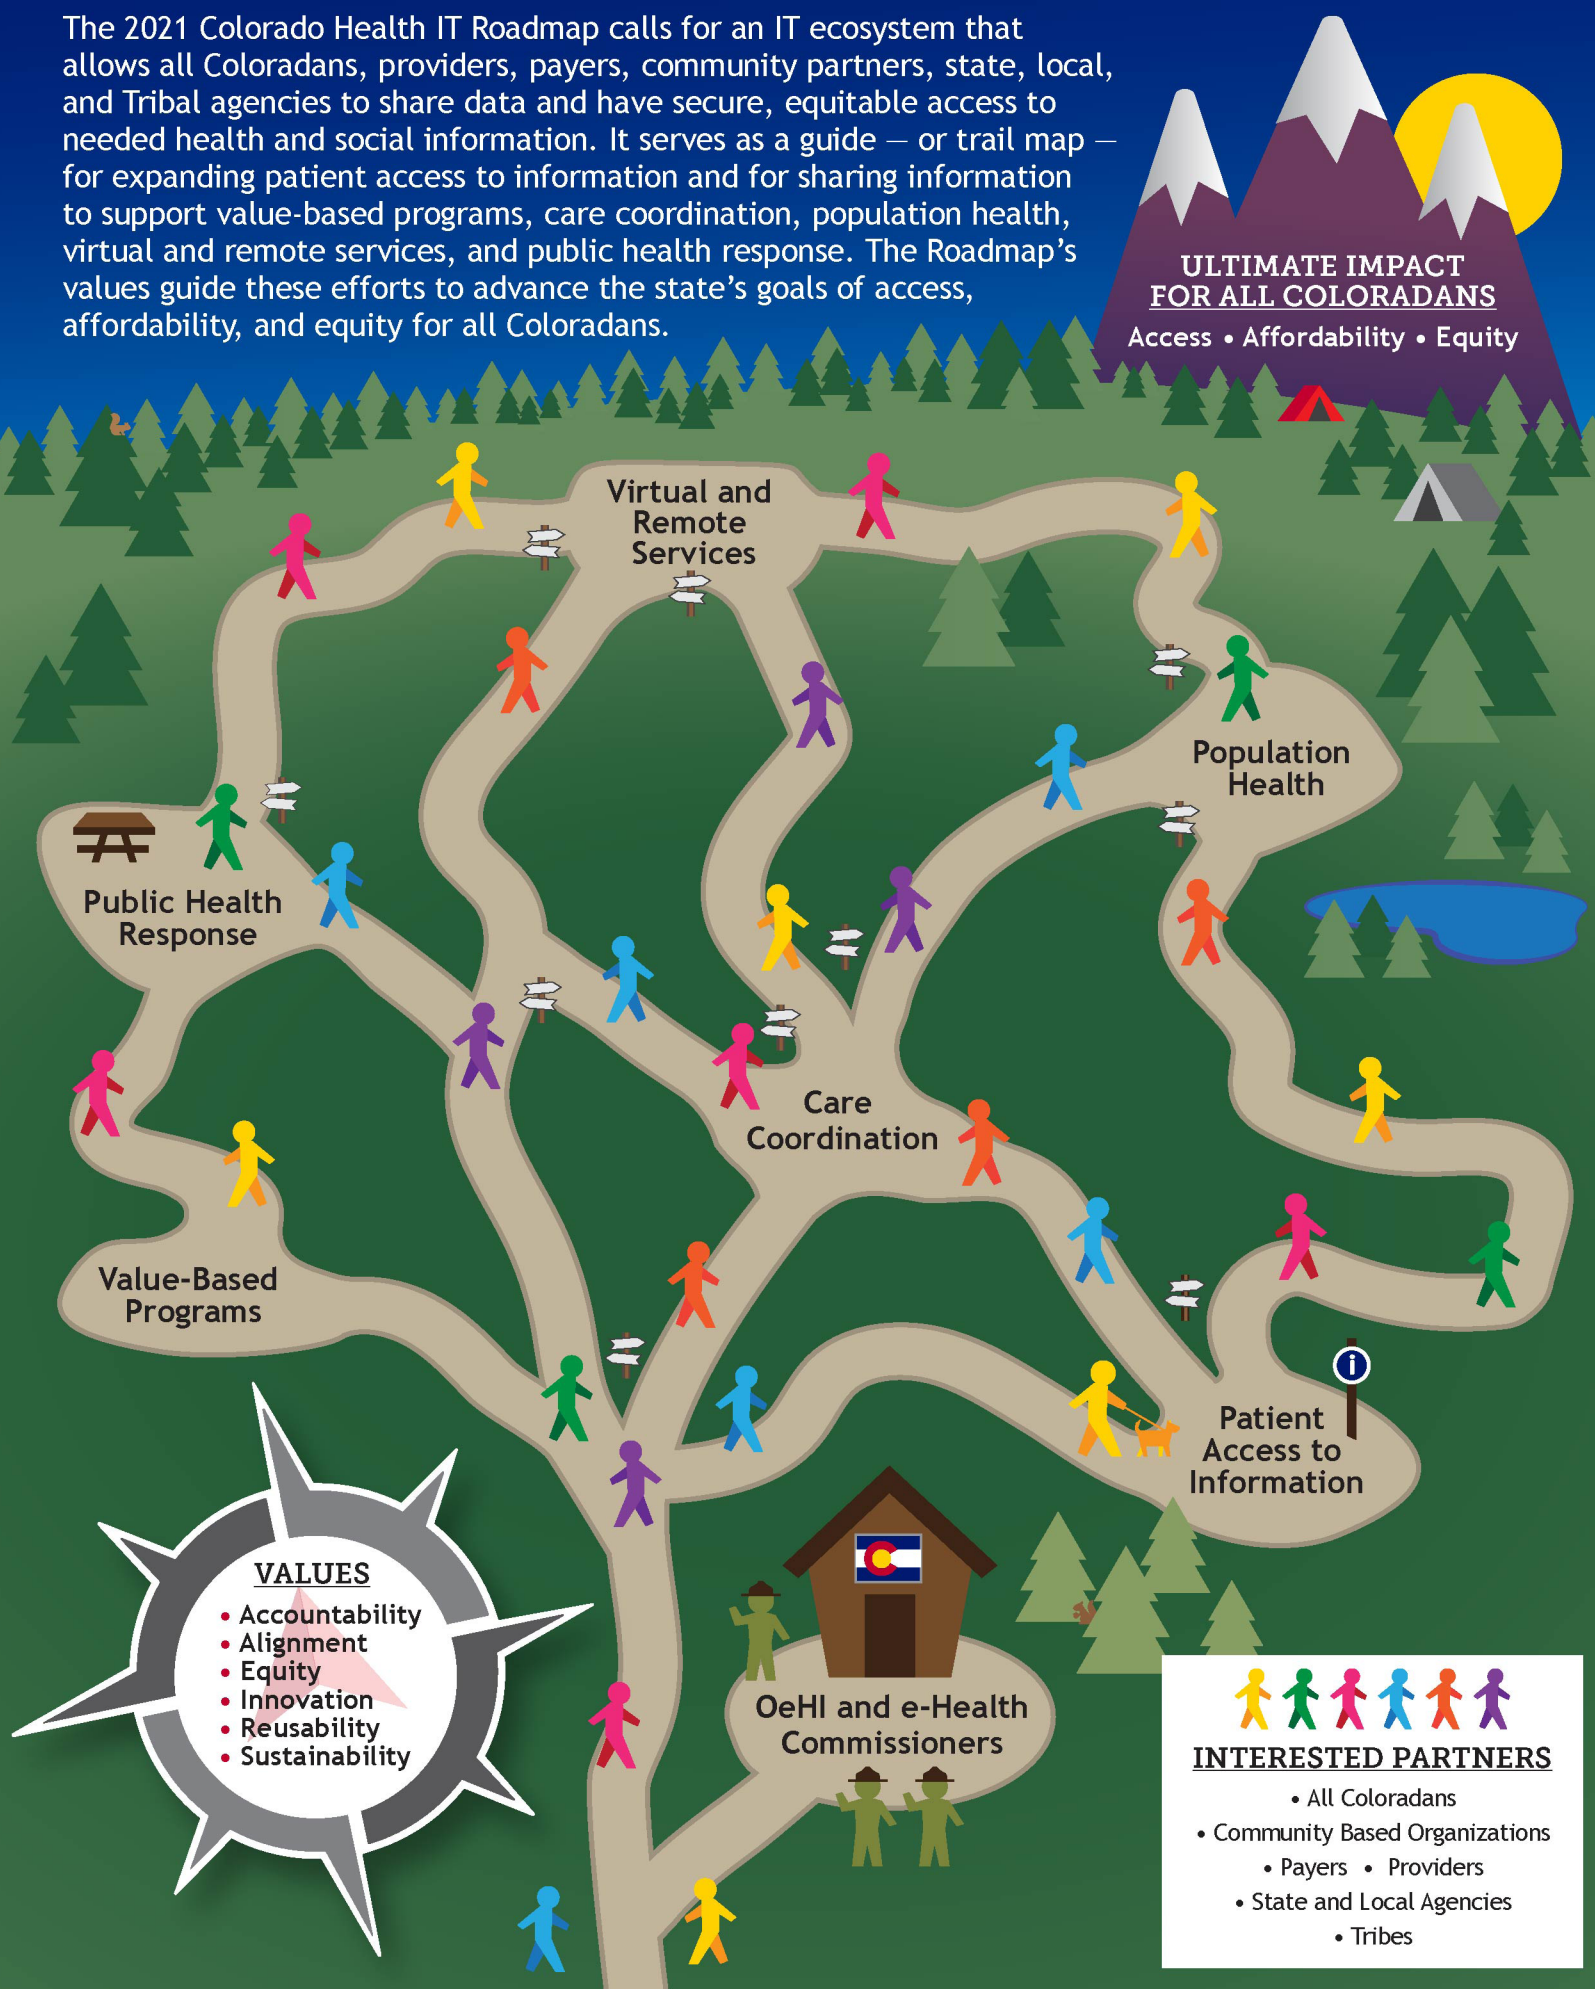 The 2021 Colorado Health IT Roadmap calls for an IT ecosystem that
allows all Coloradans, providers, payers, community partners, state, local,
and Tribal agencies to share data and have secure, equitable access to
needed health and social information. It serves as a guide — or trail map —
for expanding patient access to information and for sharing information
to support value-based programs, care coordination, population health,
virtual and remote services, and public health response. The Roadmap’s
values guide these efforts to advance the state’s goals of access,
affordability, and equity for all Coloradans.
ULTIMATE IMPACT
FOR ALL COLORADANS
Access • Affordability • Equity
Virtual and
Remote
Services
Population
Health
Public Health
Response
Care
Coordination
Value-Based
Programs
i
Patient
Access to
Information
VALUES
• Accountability
• Alignment
• Equity
• Innovation
• Reusability
• Sustainability
OeHI and e-Health
Commissioners
INTERESTED PARTNERS
• All Coloradans
• Community Based Organizations
• Payers • Providers
• State and Local Agencies
• Tribes